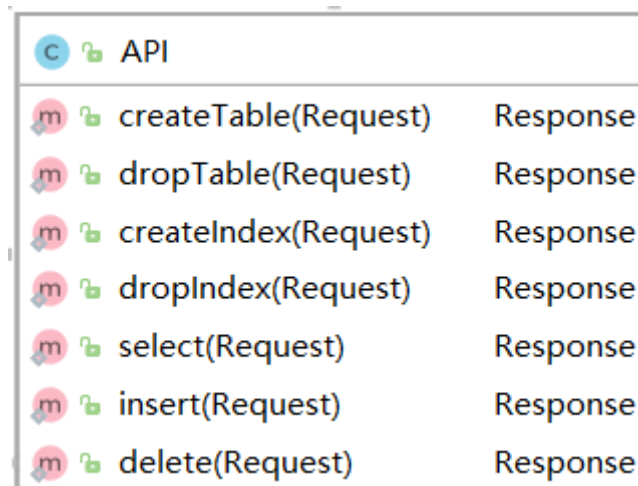 C API
m createTable(Request) Response
m dropTable(Request) Response
m createIndex(Request) Response
m dropIndex(Request) Response
m select(Request) Response
m insert(Request) Response
m delete(Request) Response